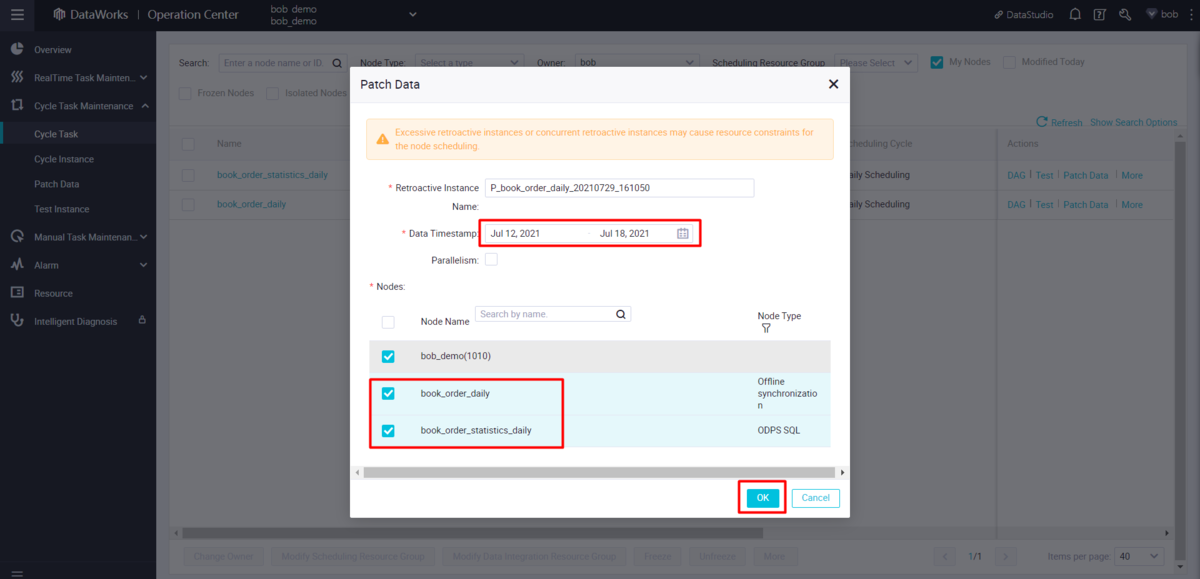 DataWorks | Operation Center
bob_demo
bob_demo
DataStudio
bob
Overview
RealTime Task Mainten...
Cycle Task Maintenance
Cycle Task
Cycle Instance
Patch Data
Test Instance
Manual Task Maintenan...
Alarm
Resource
Intelligent Diagnosis
Search: Enter a node name or ID. Node Type: Select a type Owner: bob Scheduling Resource Group Please Select My Nodes Modified Today
Frozen Nodes Isolated Nodes
Refresh Show Search Options
Name cheduling Cycle Actions
book_order_statistics_daily aily Scheduling DAG | Test | Patch Data | More
book_order_daily aily Scheduling DAG | Test | Patch Data | More
Patch Data
Excessive retroactive instances or concurrent retroactive instances may cause resource constraints for
the node scheduling.
* Retroactive Instance P_book_order_daily_20210729_161050
Name:
* Data Timestamp: Jul 12, 2021 - Jul 18, 2021
Parallelism:
* Nodes:
Node Name Search by name. Node Type
bob_demo(1010)
book_order_daily Offline
synchronizatio
n
book_order_statistics_daily ODPS SQL
OK Cancel
Change Owner Modify Scheduling Resource Group Modify Data Integration Resource Group Freeze Unfreeze More 1/1 Items per page: 40